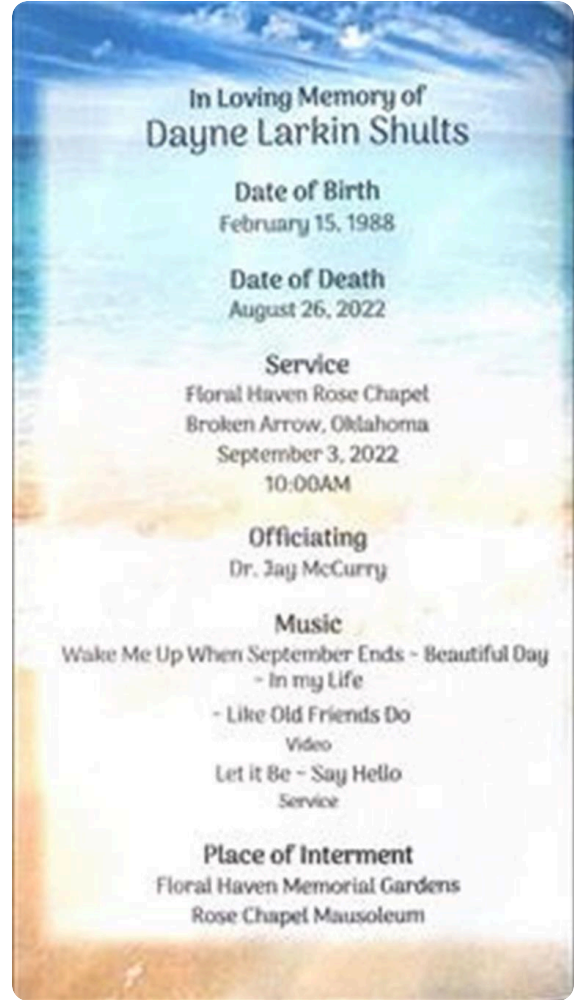 In Loving Memory of
Dayne Larkin Shults
Date of Birth
February 15, 1988
Date of Death
August 26, 2022
Service
Floral Haven Rose Chapel
Broken Arrow, Oklahoma
September 3, 2022
10:00AM
Officiating
Dr. Jay McCurry
Music
Wake Me Up When September Ends - Beautiful Day
- In my Life
- Like Old Friends Do
Video
Let it Be - Say Hello
Service
Place of Interment
Floral Haven Memorial Gardens
Rose Chapel Mausoleum